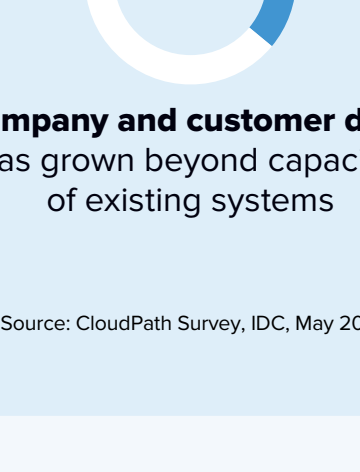 mpany and customer d
as grown beyond capac
of existing systems
Source: CloudPath Survey, IDC, May 20